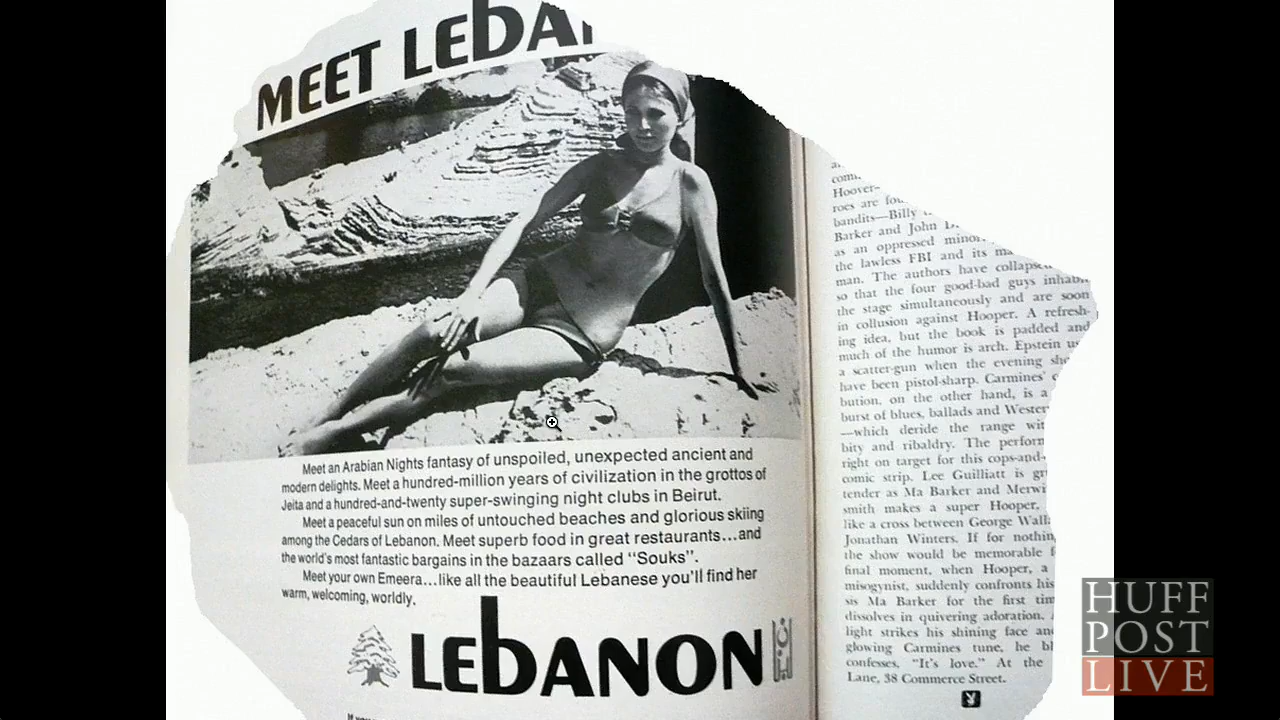 MEET
Meet an Arabian Nights fantasy of unspoiled, unexpected ancient and
modern delights. Meet a hundred-million years of civilization in the grottos of
Jeita and a hundred-and-twenty super-swinging night clubs in Beirut.
Meet a peaceful sun on miles of untouched beaches and glorious skiing
among the Cedars of Lebanon. Meet superb food in great restaurants...and
the world's most fantastic bargains in the bazaars called "Souks".
Meet your own Emeera...like all the beautiful Lebanese you'll find her
warm, welcoming, worldly.
LEbANON
Hoover-
roes are
bandits—Billy
Barker and John
as an oppressed
the lawless FBI and its
man. The authors have
so that the four good-bad guys
the stage simultaneously and are soon
in collusion against Hooper. A refresh-
ing idea, but the book is padded and
much of the humor is arch. Epstein
a scatter-gun when the evening
have been pistol-sharp. Carmines'
bution, on the other hand, is a
burst of blues, ballads and
—which deride the range
bity and ribaldry. The
right on target for this cops-and-
comic strip. Lee Guilliatt is
tender as Ma Barker and
smith makes a super Hooper,
like a cross between George
Jonathan Winters. If for
the show would be memorable
final moment, when Hooper, a
misogynist, suddenly confronts his
sis Ma Barker for the first
dissolves in quivering adoration.
light strikes his shining face
glowing Carmines tune, he
confesses, "It's love." At the
Lane, 38 Commerce Street.
HUFF
POST
LIVE